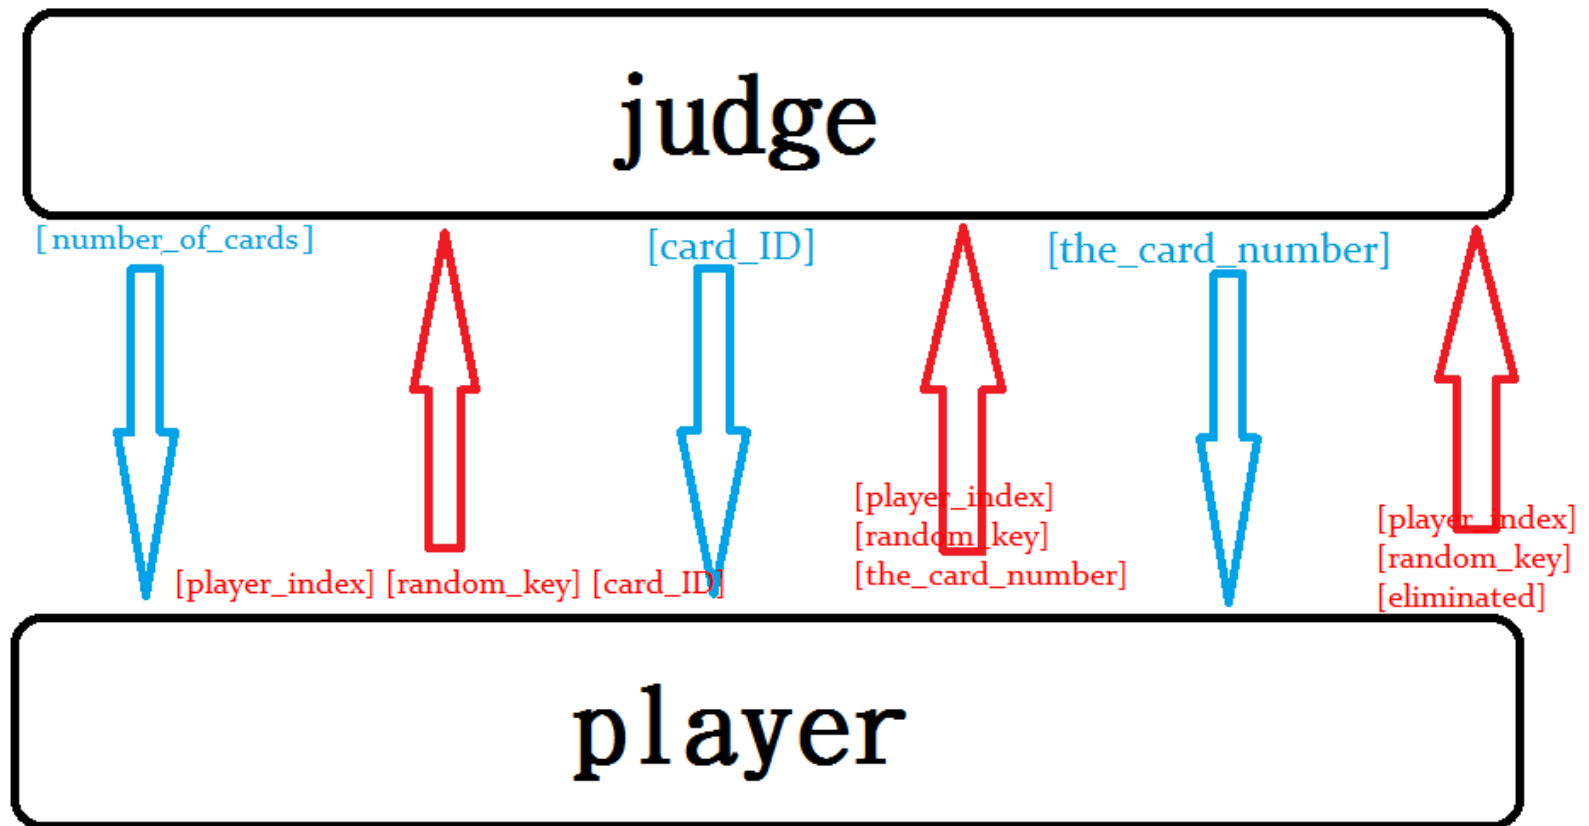 judge
[number_of_cards]
[card_ID]
[the_card_number]
[player_index] [random_key] [card_ID]
[player_index]
[random_key]
[the_card_number]
[player_index]
[random_key]
[eliminated]
player